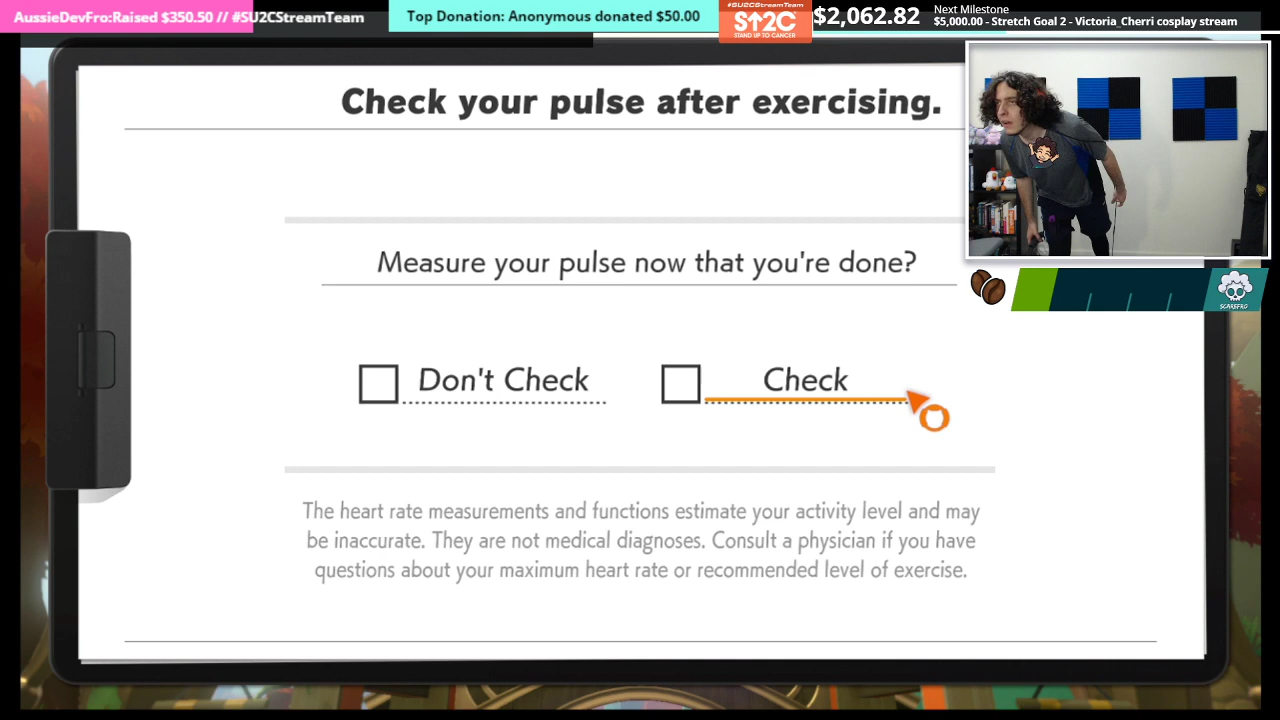 AussieDevFro:Raised $350.50 // #SU2CStreamTeam
Top Donation: Anonymous donated $50.00
#SU2CStreamTeam
SU2C
STAND UP TO CANCER
$2,062.82
Next Milestone
$5,000.00 - Stretch Goal 2 - Victoria_Cherri cosplay stream
Check your pulse after exercising.
Measure your pulse now that you're done?
Don't Check
Check
SCARSFRO
The heart rate measurements and functions estimate your activity level and may
be inaccurate. They are not medical diagnoses. Consult a physician if you have
questions about your maximum heart rate or recommended level of exercise.